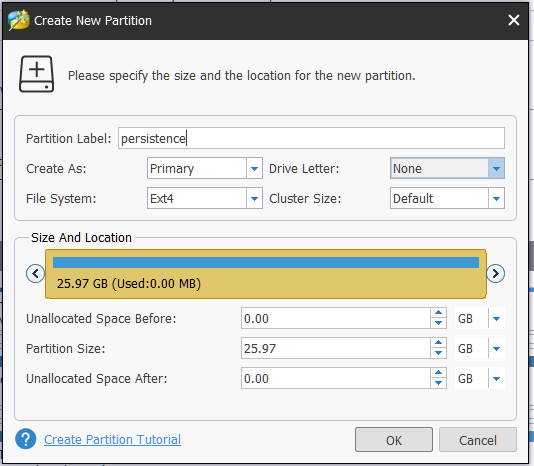 Create New Partition
Please specify the size and the location for the new partition.
Partition Label: persistence
Create As: Primary Drive Letter: None
File System: Ext4 Cluster Size: Default
Size And Location
25.97 GB (Used:0.00 MB)
Unallocated Space Before: 0.00 GB
Partition Size: 25.97 GB
Unallocated Space After: 0.00 GB
? Create Partition Tutorial OK Cancel